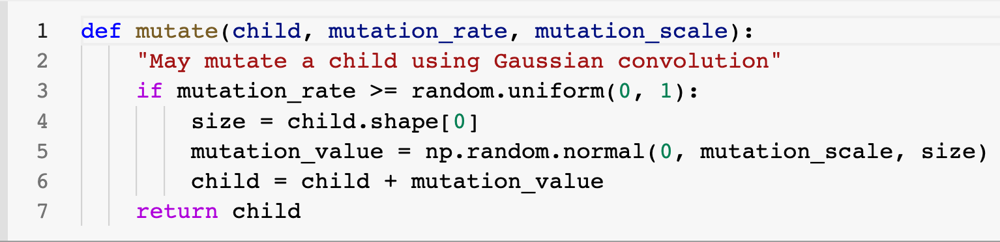 1 def mutate(child, mutation_rate, mutation_scale):
2 "May mutate a child using Gaussian convolution"
3 if mutation_rate >= random.uniform(0, 1):
4 size = child.shape[0]
5 mutation_value = np.random.normal(0, mutation_scale, size)
6 child = child + mutation_value
7 return child